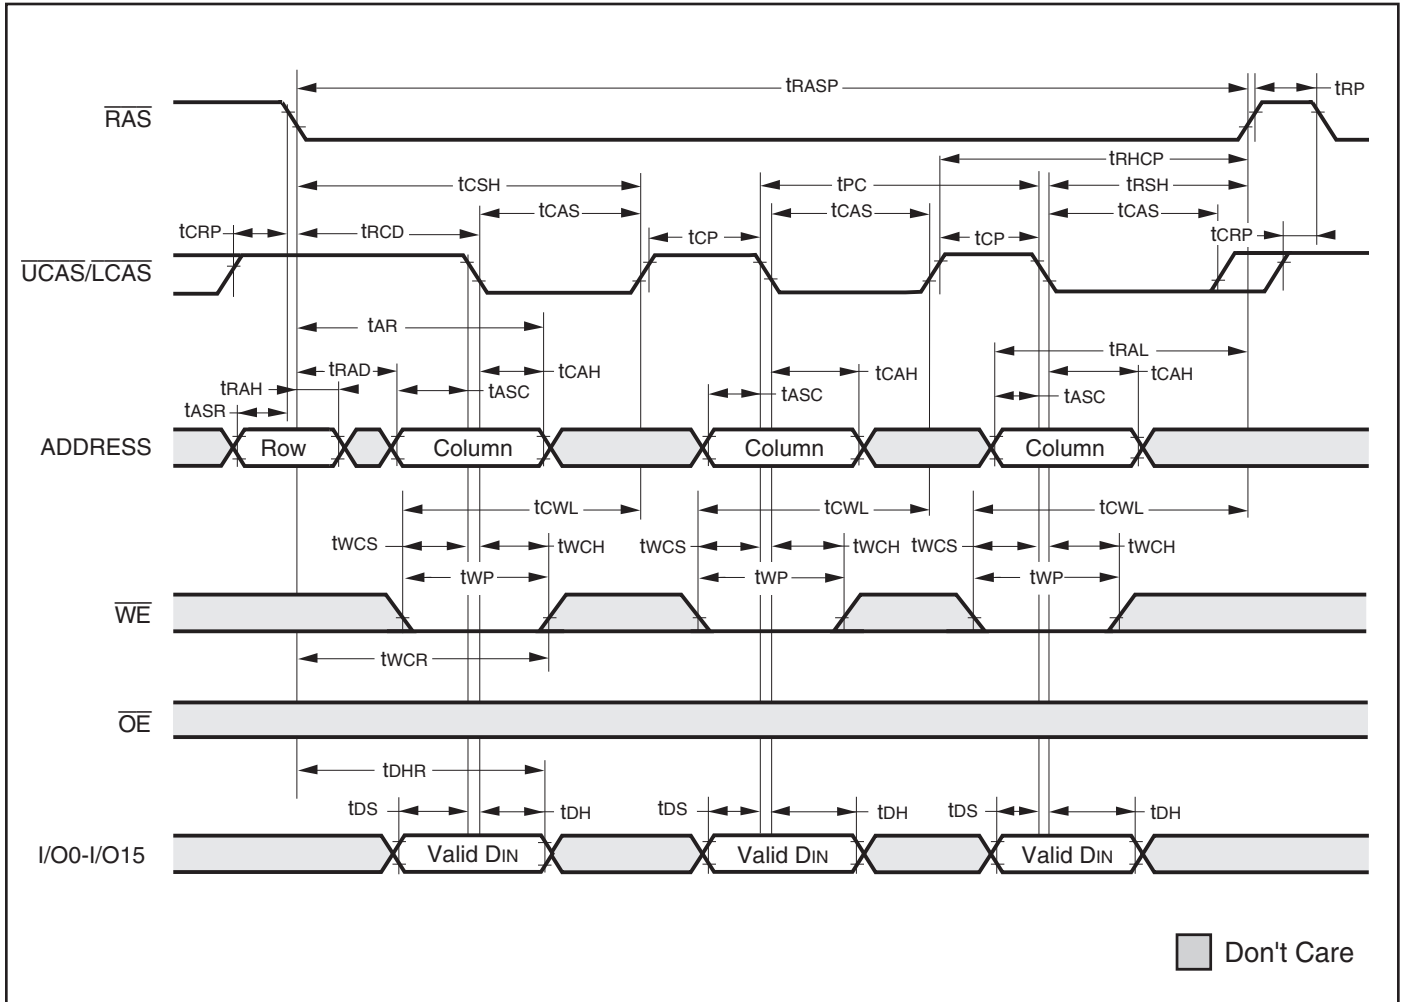 tRASP tRP
RAS
tRHCP
tCSH tPC tRSH
tCAS tCAS tCAS
tCRP tRCD tCP tCP tCRP
UCAS/LCAS
tAR
tRAL
tRAD tCAH tCAH tCAH
tRAH tASC tASC tASC
tASR
ADDRESS Row Column Column Column
tCWL tCWL tCWL
tWCS tWCH tWCS tWCH tWCS tWCH
tWP tWP tWP
WE
tWCR
OE
tDHR
tDS tDH tDS tDH tDS tDH
I/O0-I/O15 Valid DIN Valid DIN Valid DIN
Don't Care